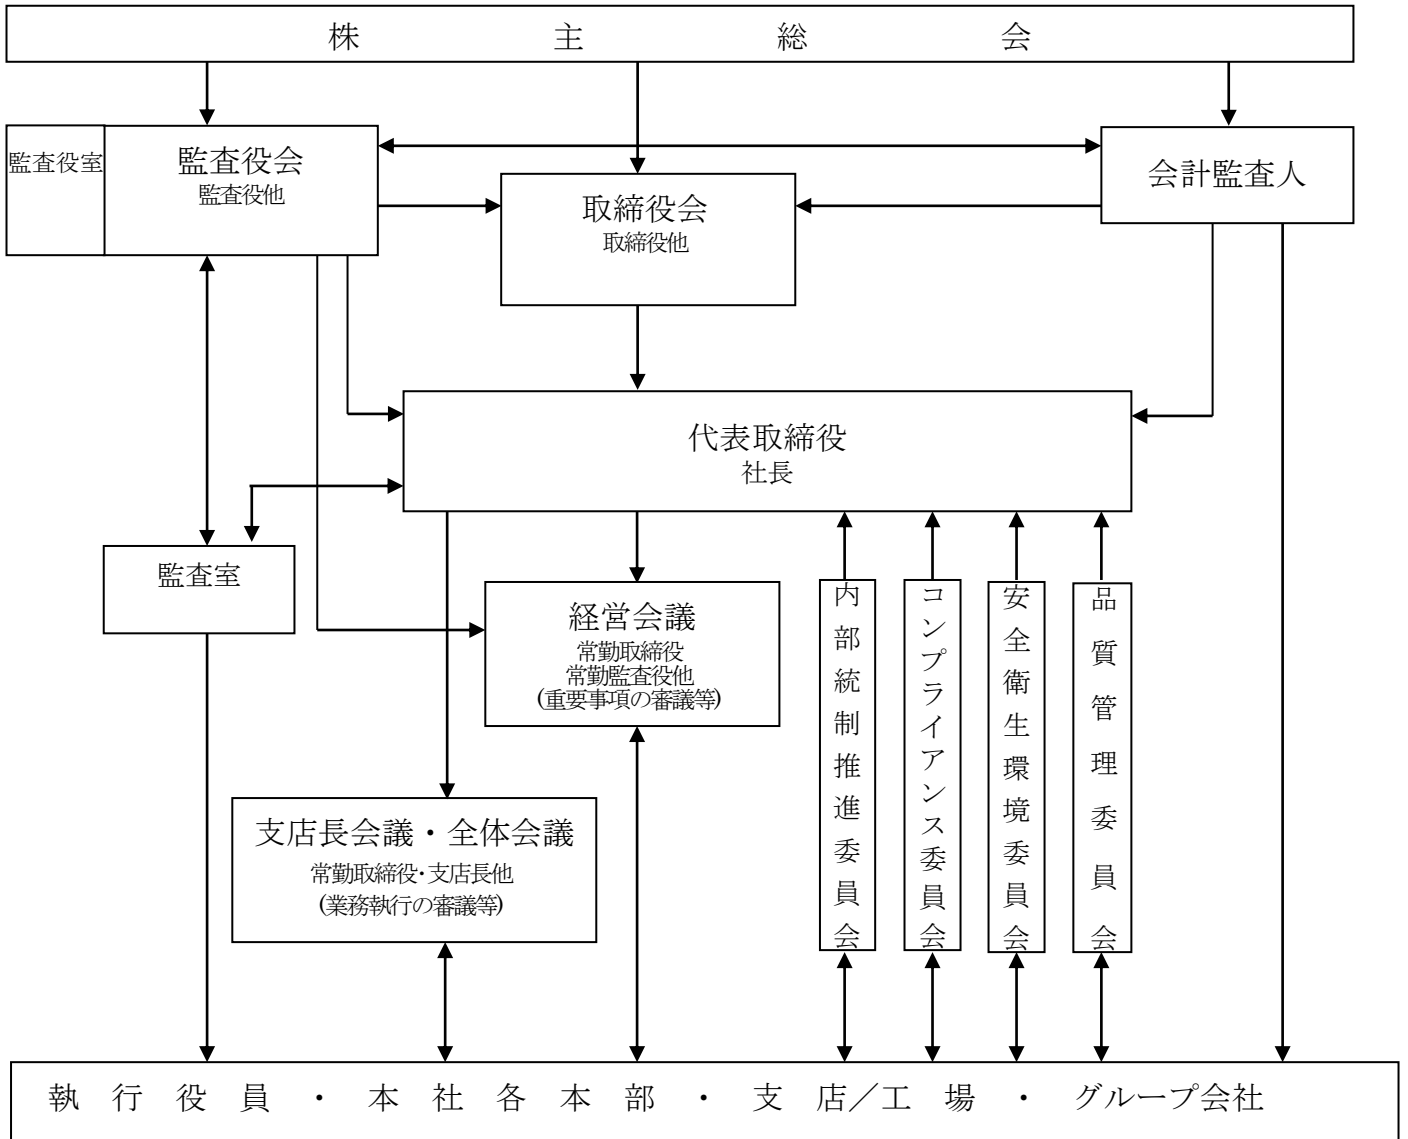 株主総会
監査役室
監査役会
監査役他
会計監査人
取締役会
取締役他
代表取締役
社長
監査室
経営会議
常勤取締役
常勤監査役他
(重要事項の審議等)
支店長会議・全体会議
常勤取締役・支店長他
(業務執行の審議等)
内部統制推進委員会
コンプライアンス委員会
安全衛生環境委員会
品質管理委員会
執行役員・本社各本部・支店／工場・グループ会社